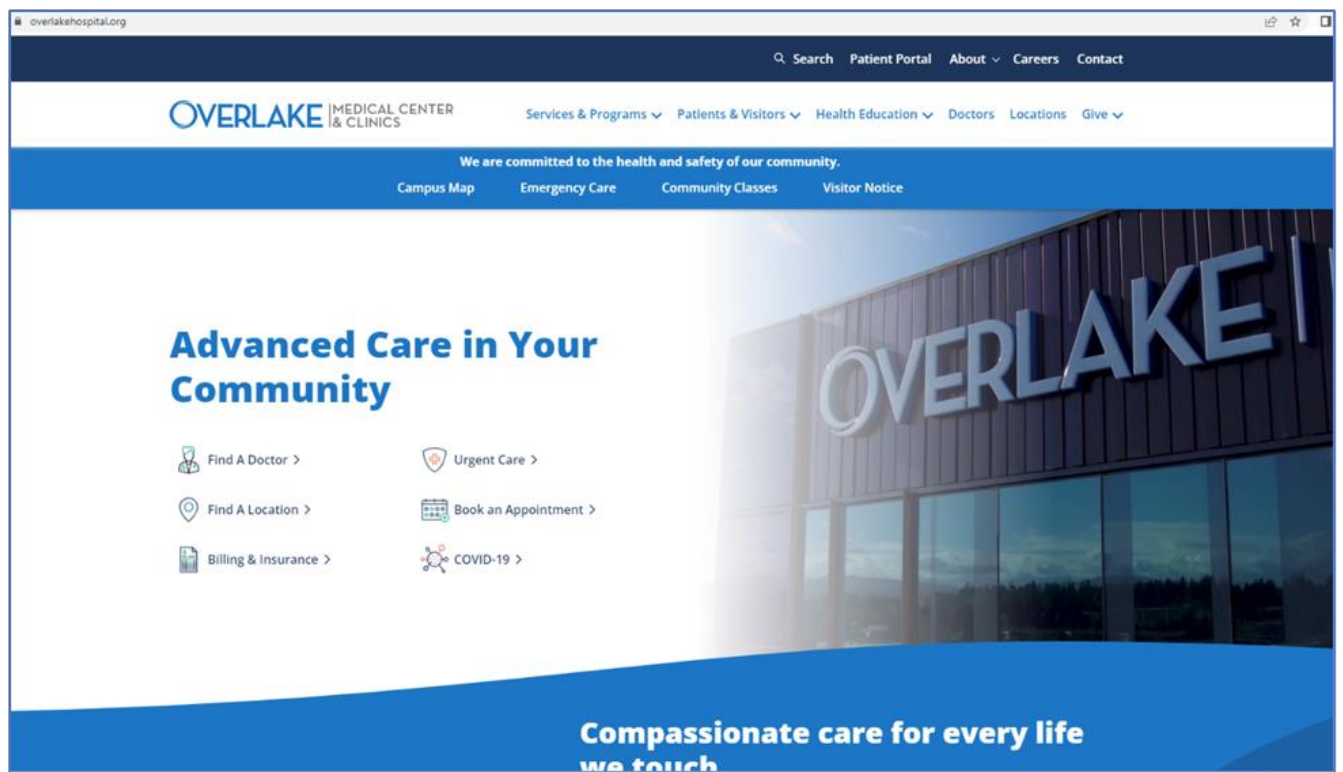 overlakehospital.org
Search Patient Portal About Careers Contact
OVERLAKE MEDICAL CENTER
& CLINICS
Services & Programs Patients & Visitors Health Education Doctors Locations Give
We are committed to the health and safety of our community.
Campus Map Emergency Care Community Classes Visitor Notice
OVERLAKE
Advanced Care in Your
Community
Find A Doctor > Urgent Care >
Find A Location > Book an Appointment >
Billing & Insurance > COVID-19 >
Compassionate care for every life
we touch